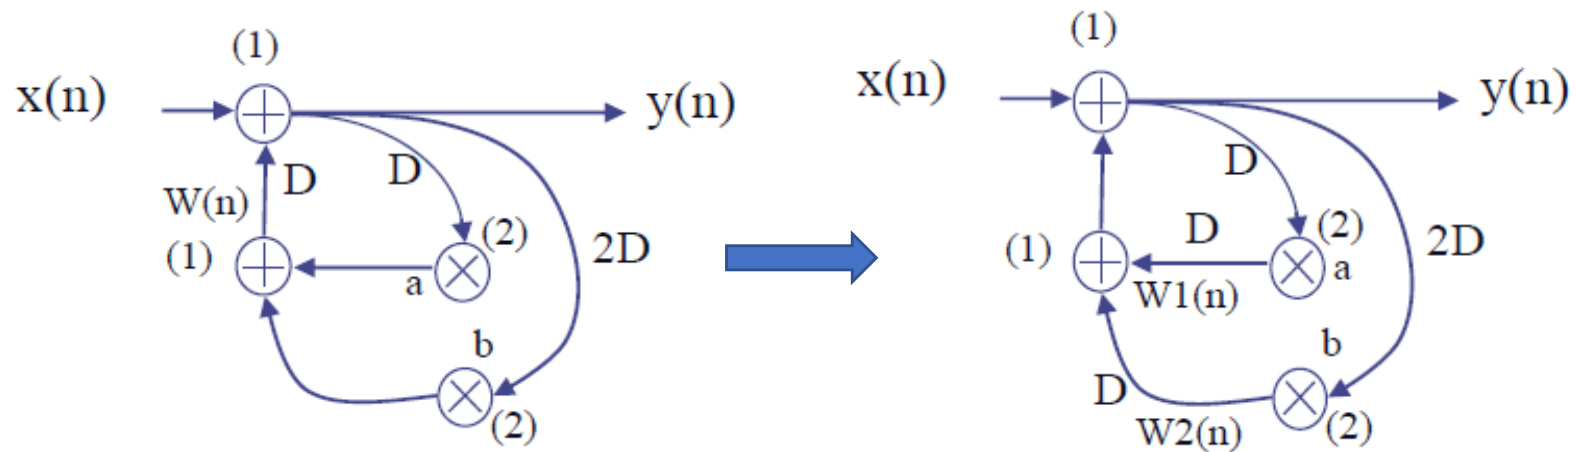 (1)
x(n)
y(n)
D
D
W(n)
(2)
(1)
2D
a
b
(2)
(1)
x(n)
y(n)
D
(2)
D
(1)
2D
a
W1(n)
b
D
W2(n)
(2)